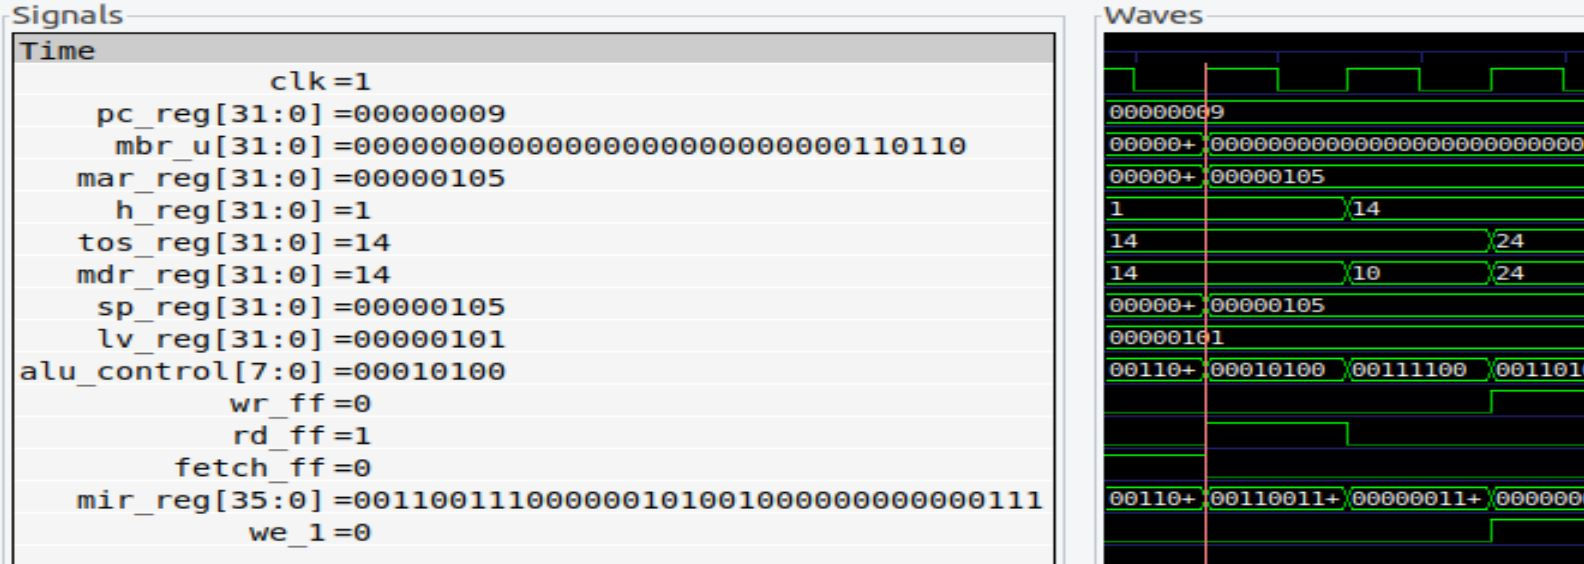 Signals
Time
clk=1
pc_reg[31:0]=00000009
mbr_u[31:0]=00000000000000000000000000110110
mar_reg[31:0]=00000105
h_reg[31:0]=1
tos_reg[31:0]=14
mdr_reg[31:0]=14
sp_reg[31:0]=00000105
lv_reg[31:0]=00000101
alu_control[7:0]=00010100
wr_ff=0
rd_ff=1
fetch_ff=0
mir_reg[35:0]=001100111000000101001000000000000111
we_1=0
Waves
00000009
00000+ 00000000000000000000000000
00000+ 00000105
1 14
14 24
14 10 24
00000+ 00000105
00000101
00110+ 00010100 00111100 001101
00110+ 00110011+ 00000011+ 000000